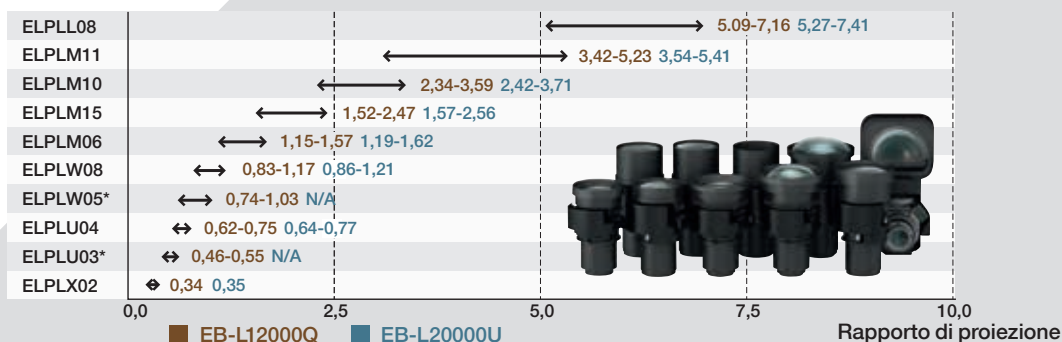 ELPLL08 5.09-7,16 5,27-7,41
ELPLM11 3,42-5,23 3,54-5,41
ELPLM10 2,34-3,59 2,42-3,71
ELPLM15 1,52-2,47 1,57-2,56
ELPLM06 1,15-1,57 1,19-1,62
ELPLW08 0,83-1,17 0,86-1,21
ELPLW05* 0,74-1,03 N/A
ELPLU04 0,62-0,75 0,64-0,77
ELPLU03* 0,46-0,55 N/A
ELPLX02 0,34 0,35
0,0 2,5 5,0 7,5 10,0
EB-L12000Q EB-L20000U Rapporto di proiezione